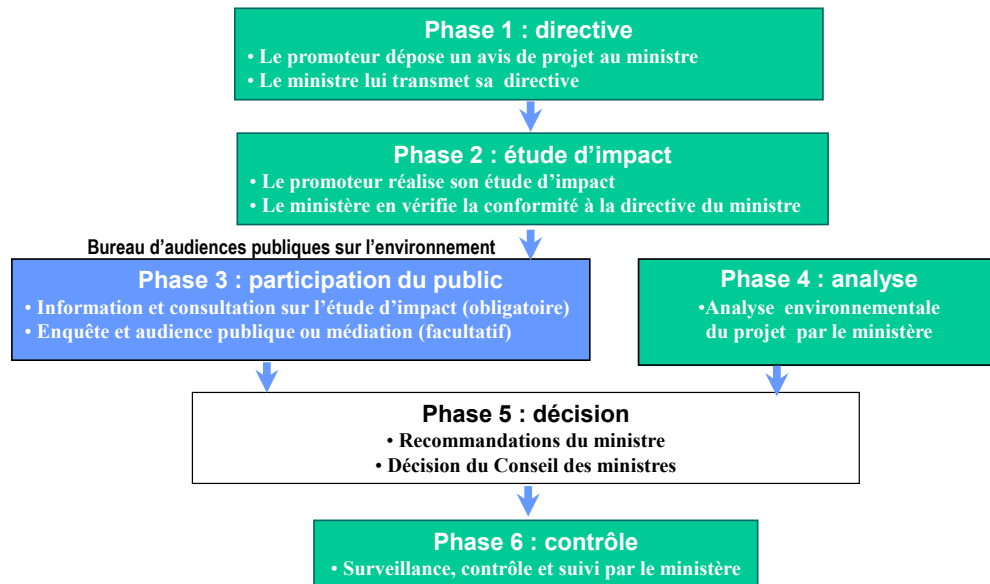 Phase 1 : directive
• Le promoteur dépose un avis de projet au ministre
• Le ministre lui transmet sa directive
Phase 2 : étude d'impact
• Le promoteur réalise son étude d'impact
• Le ministère en vérifie la conformité à la directive du ministre
Bureau d'audiences publiques sur l'environnement
Phase 3 : participation du public
• Information et consultation sur l'étude d'impact (obligatoire)
• Enquête et audience publique ou médiation (facultatif)
Phase 4 : analyse
•Analyse environnementale
du projet par le ministère
Phase 5 : décision
• Recommandations du ministre
• Décision du Conseil des ministres
Phase 6 : contrôle
• Surveillance, contrôle et suivi par le ministère